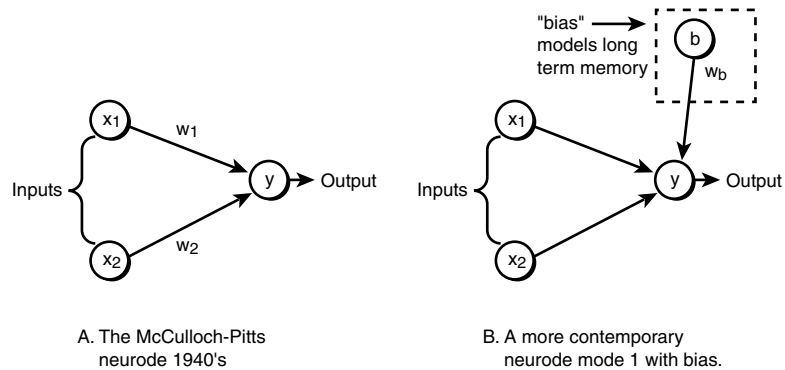 x1
w1
Inputs
y
Output
w2
x2
A. The McCulloch-Pitts
neurode 1940's
"bias"
models long
term memory
b
wb
x1
Inputs
y
Output
x2
B. A more contemporary
neurode mode 1 with bias.